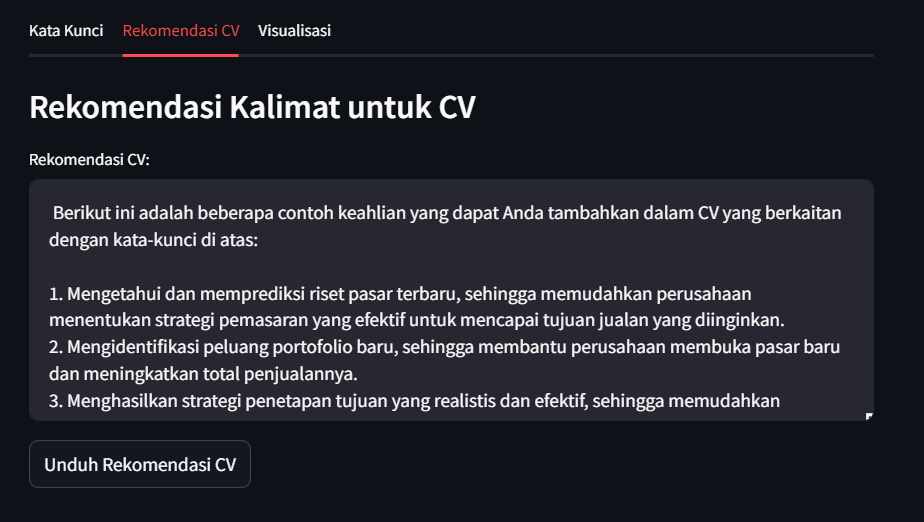 Kata Kunci Rekomendasi CV Visualisasi
Rekomendasi Kalimat untuk CV
Rekomendasi CV:
Berikut ini adalah beberapa contoh keahlian yang dapat Anda tambahkan dalam CV yang berkaitan
dengan kata-kunci di atas:
1. Mengetahui dan memprediksi riset pasar terbaru, sehingga memudahkan perusahaan
menentukan strategi pemasaran yang efektif untuk mencapai tujuan jualan yang diinginkan.
2. Mengidentifikasi peluang portofolio baru, sehingga membantu perusahaan membuka pasar baru
dan meningkatkan total penjualannya.
3. Menghasilkan strategi penetapan tujuan yang realistis dan efektif, sehingga memudahkan
Unduh Rekomendasi CV